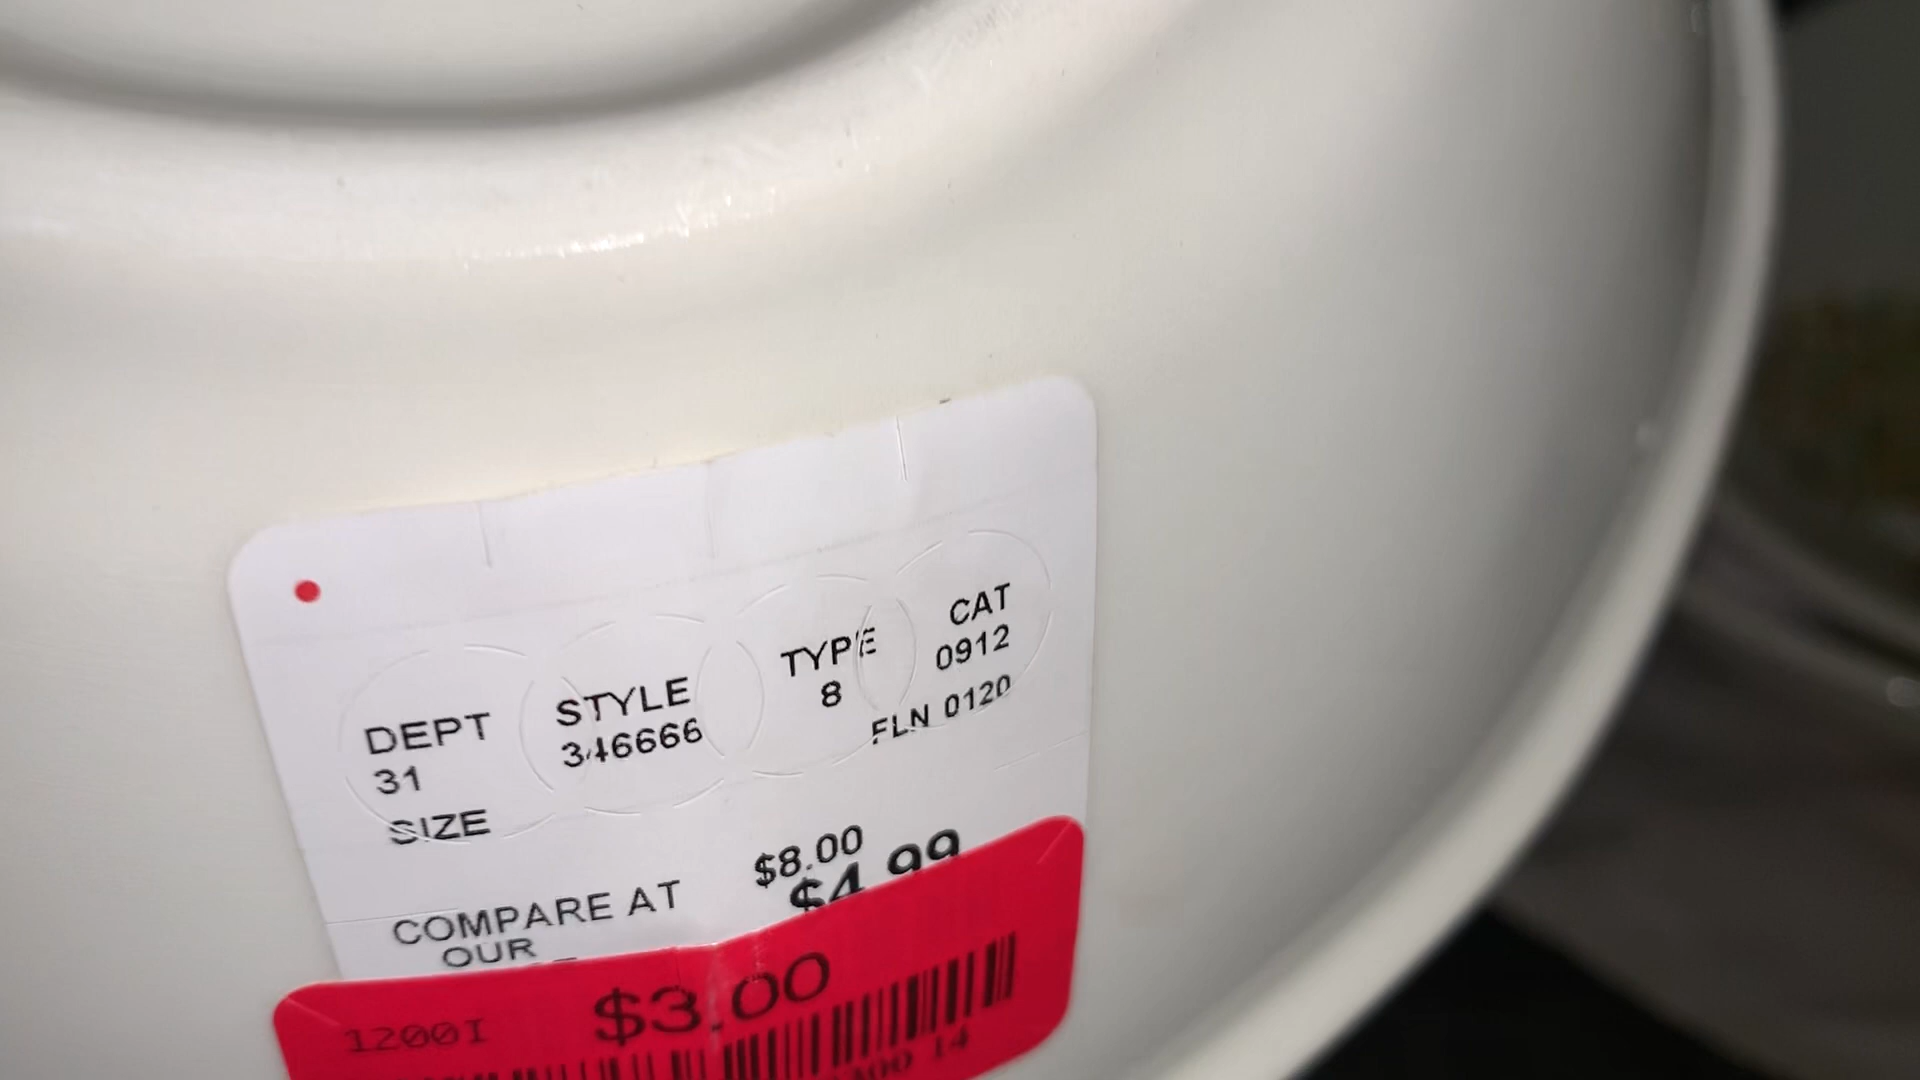 DEPT STYLE TYPE CAT
31 346666 8 0912
SIZE FLN 0120
COMPARE AT $8.00
OUR $4.99
1200I $3.00
14